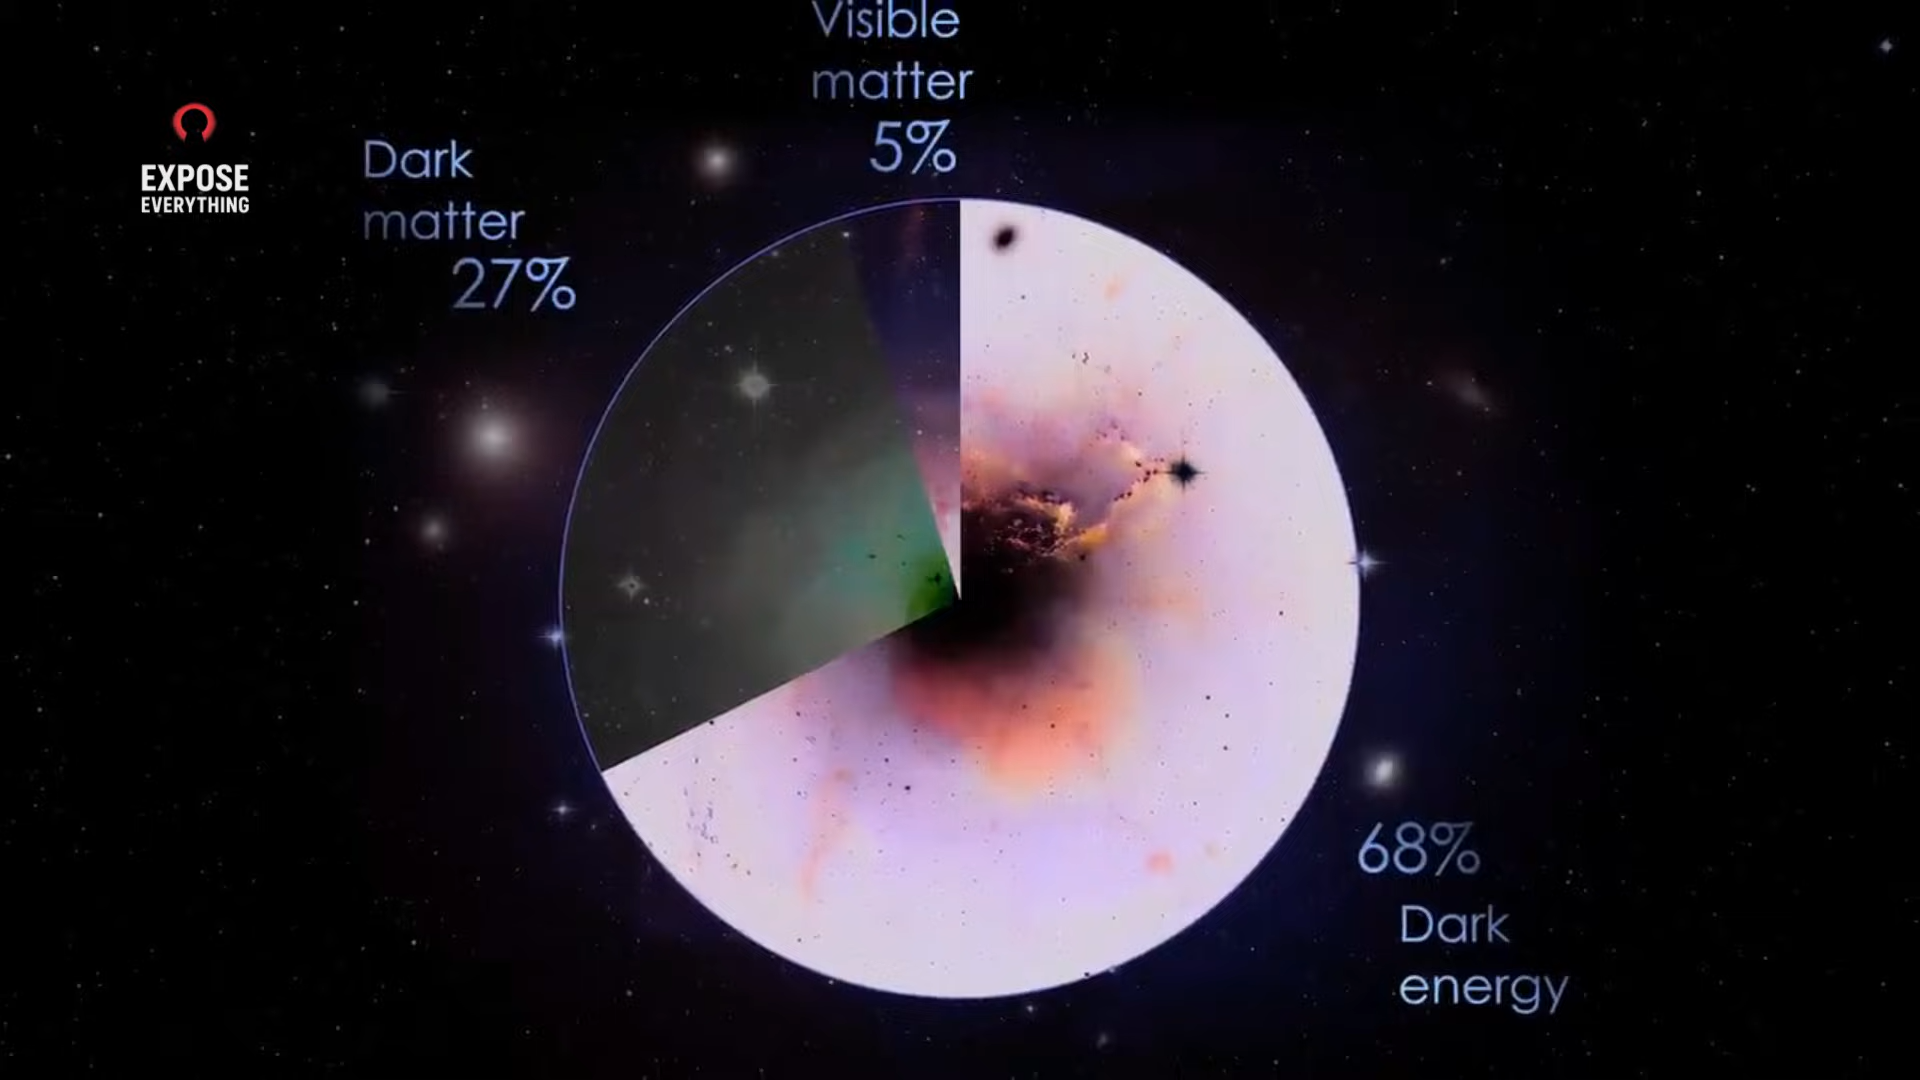 Visible
matter
5%
EXPOSE
EVERYTHING
Dark
matter
27%
68%
Dark
energy